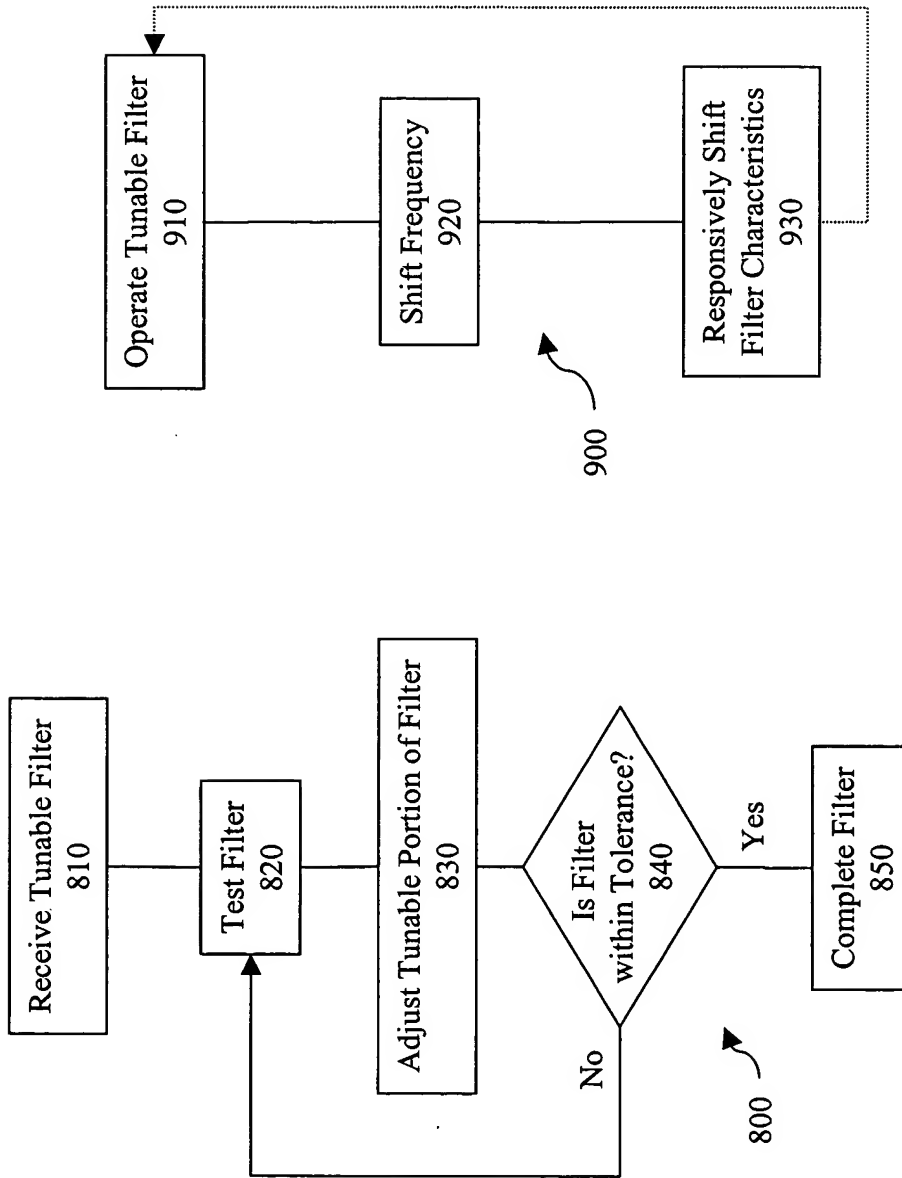 Receive Tunable Filter
810
Test Filter
820
Adjust Tunable Portion of Filter
830
Is Filter
within Tolerance?
840
No
Yes
Complete Filter
850
800
Operate Tunable Filter
910
Shift Frequency
920
Responsively Shift
Filter Characteristics
930
900